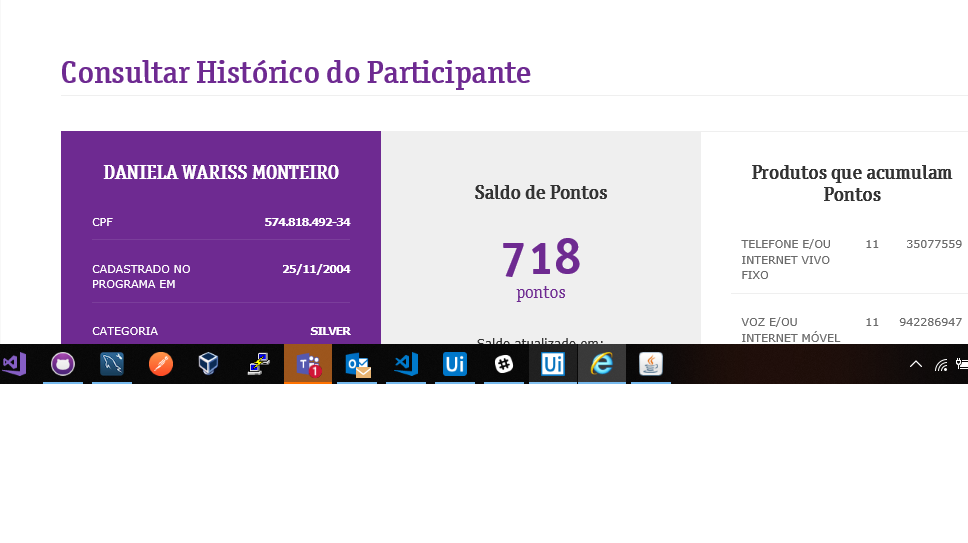 Consultar Histórico do Participante
DANIELA WARISS MONTEIRO
CPF 574.818.492-34
CADASTRADO NO 25/11/2004
PROGRAMA EM
CATEGORIA SILVER
Saldo de Pontos
718
pontos
Saldo atualizado em:
Produtos que acumulam
Pontos
TELEFONE E/OU 11 35077559
INTERNET VIVO
FIXO
VOZ E/OU 11 942286947
INTERNET MÓVEL
1
Ui
Ui